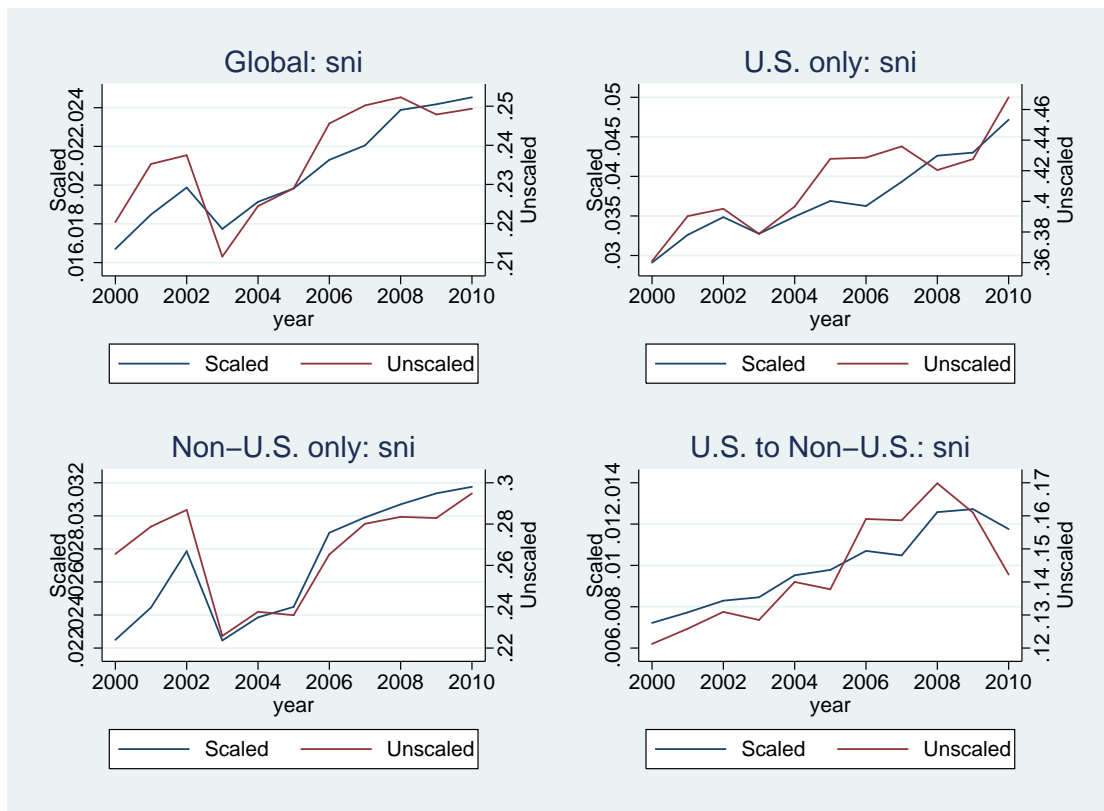 Global: sni
Scaled
.016 .018 .02 .022 .024
Unscaled
.21 .22 .23 .24 .25
2000 2002 2004 2006 2008 2010
year
Scaled Unscaled
U.S. only: sni
Scaled
.03 .035 .04 .045 .05
Unscaled
.36 .38 .4 .42 .44 .46
2000 2002 2004 2006 2008 2010
year
Scaled Unscaled
Non−U.S. only: sni
Scaled
.022 .024 .026 .028 .03 .032
Unscaled
.22 .24 .26 .28 .3
2000 2002 2004 2006 2008 2010
year
Scaled Unscaled
U.S. to Non−U.S.: sni
Scaled
.006 .008 .01 .012 .014
Unscaled
.12 .13 .14 .15 .16 .17
2000 2002 2004 2006 2008 2010
year
Scaled Unscaled